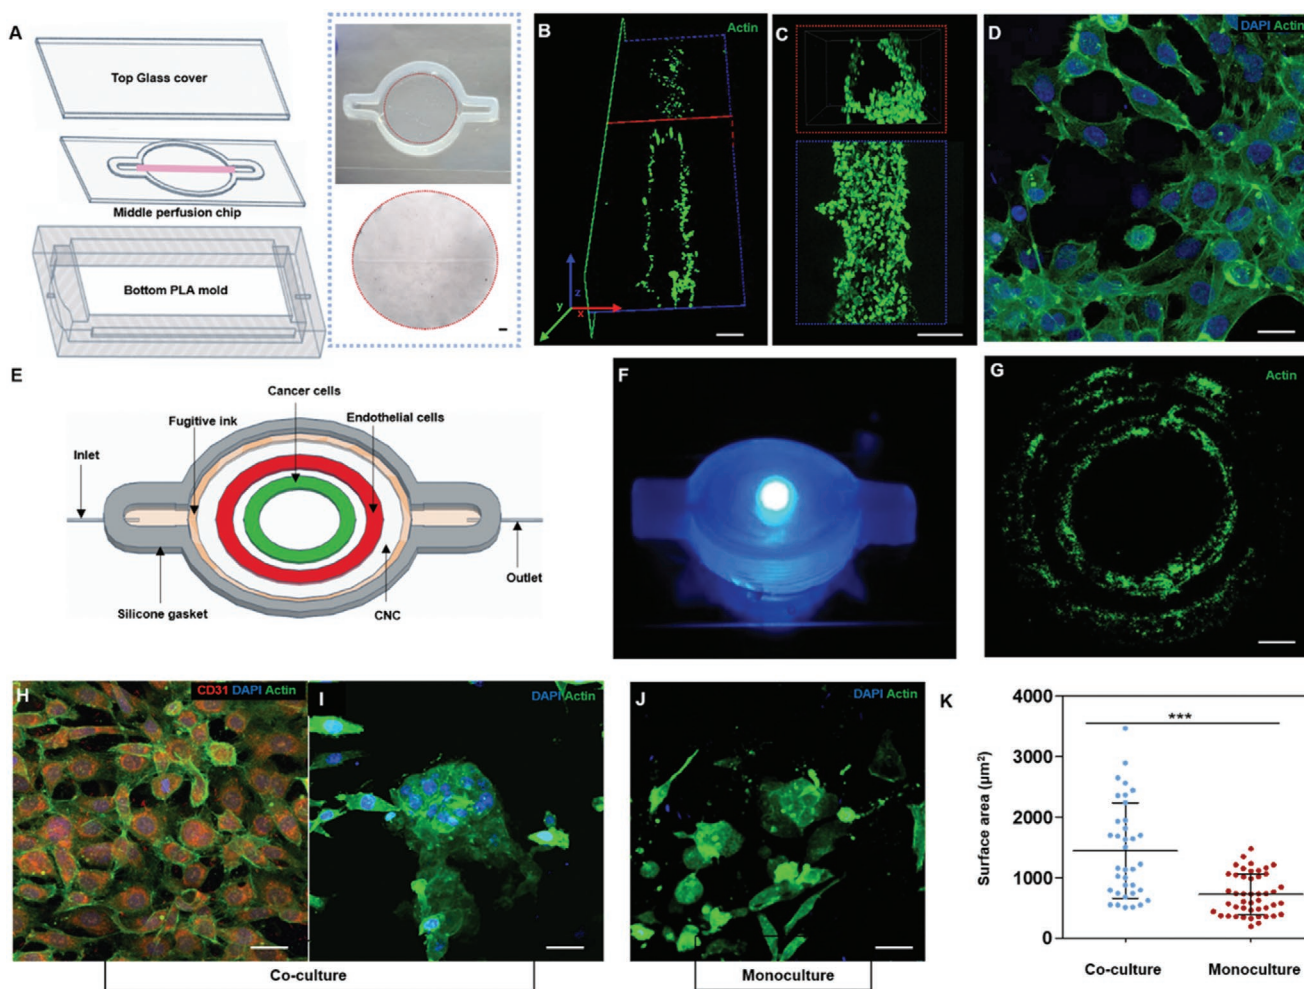 A
Top Glass cover
Middle perfusion chip
Bottom PLA mold
B
Actin
z
y
x
C
D
DAPI Actin
E
Cancer cells
Fugitive ink
Endothelial cells
Inlet
Outlet
Silicone gasket
CNC
F
G
Actin
H
CD31 DAPI Actin
I
DAPI Actin
Co-culture
J
DAPI Actin
Monoculture
K
Surface area (µm²)
4000
3000
2000
1000
0
***
Co-culture
Monoculture